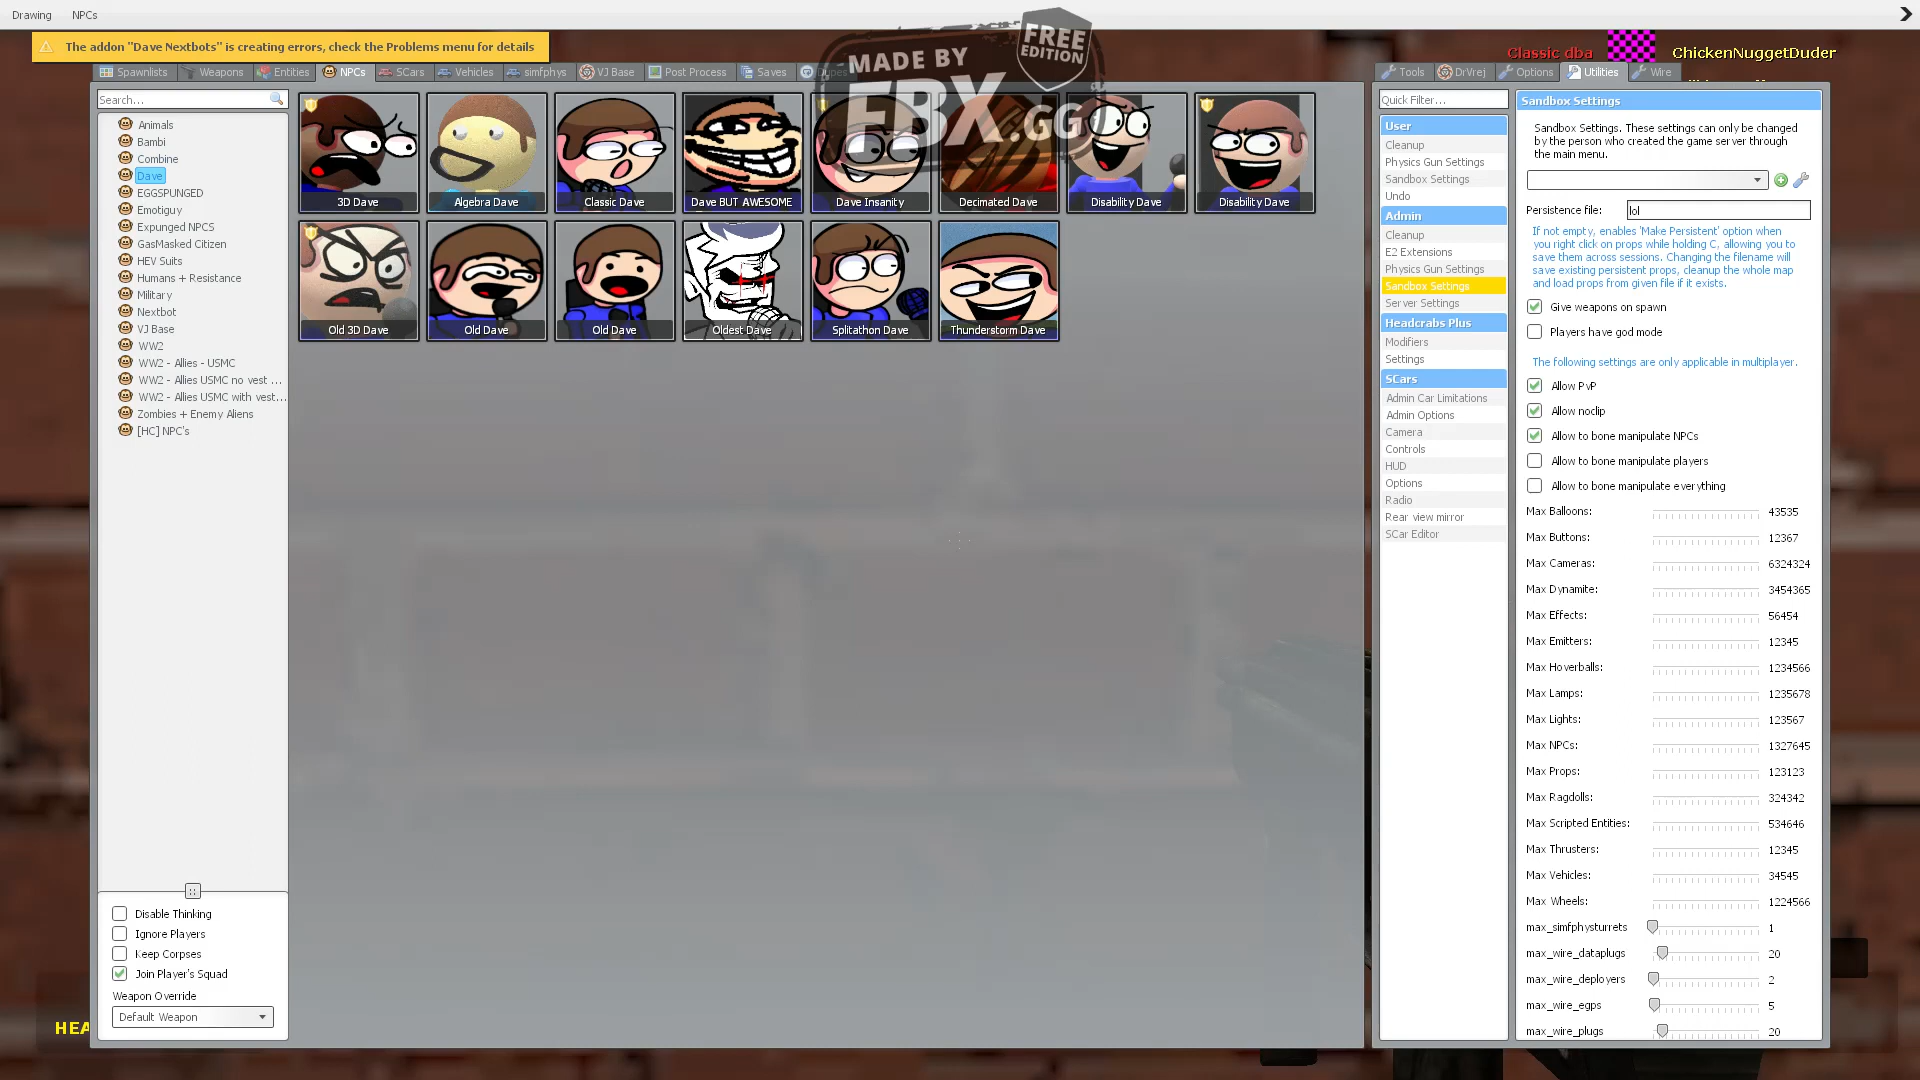 Drawing NPCs
The addon "Dave Nextbots" is creating errors, check the Problems menu for details
MADE BY
EBX.GG
FREE
EDITION
Classic dba
ChickenNuggetDuder
Spawnlists Weapons Entities NPCs SCars Vehicles simfphys VJ Base Post Process Saves Dupes
Search...
Animals
Bambi
Combine
Dave
EGGSPUNGED
Emotiguy
Expunged NPCS
GasMasked Citizen
HEV Suits
Humans + Resistance
Military
Nextbot
VJ Base
WW2
WW2 - Allies - USMC
WW2 - Allies USMC no vest ...
WW2 - Allies USMC with vest...
Zombies + Enemy Aliens
[HC] NPC's
Disable Thinking
Ignore Players
Keep Corpses
Join Player's Squad
Weapon Override
Default Weapon
HEA
3D Dave
Algebra Dave
Classic Dave
Dave BUT AWESOME
Dave Insanity
Decimated Dave
Disability Dave
Disability Dave
Old 3D Dave
Old Dave
Old Dave
Oldest Dave
Splitathon Dave
Thunderstorm Dave
Tools DrVrej Options Utilities Wire
Quick Filter...
User
Cleanup
Physics Gun Settings
Sandbox Settings
Undo
Admin
Cleanup
E2 Extensions
Physics Gun Settings
Sandbox Settings
Server Settings
Headcrabs Plus
Modifiers
Settings
SCars
Admin Car Limitations
Admin Options
Camera
Controls
HUD
Options
Radio
Rear view mirror
SCar Editor
Sandbox Settings
Sandbox Settings. These settings can only be changed
by the person who created the game server through
the main menu.
Persistence file: lol
If not empty, enables 'Make Persistent' option when
you right click on props while holding C, allowing you to
save them across sessions. Changing the filename will
save existing persistent props, cleanup the whole map
and load props from given file if it exists.
Give weapons on spawn
Players have god mode
The following settings are only applicable in multiplayer.
Allow PvP
Allow noclip
Allow to bone manipulate NPCs
Allow to bone manipulate players
Allow to bone manipulate everything
Max Balloons: 43535
Max Buttons: 12367
Max Cameras: 6324324
Max Dynamite: 3454365
Max Effects: 56454
Max Emitters: 12345
Max Hoverballs: 1234566
Max Lamps: 1235678
Max Lights: 123567
Max NPCs: 1327645
Max Props: 123123
Max Ragdolls: 324342
Max Scripted Entities: 534646
Max Thrusters: 12345
Max Vehicles: 34545
Max Wheels: 1224566
max_simfphysturrets 1
max_wire_dataplugs 20
max_wire_deployers 2
max_wire_egps 5
max_wire_plugs 20